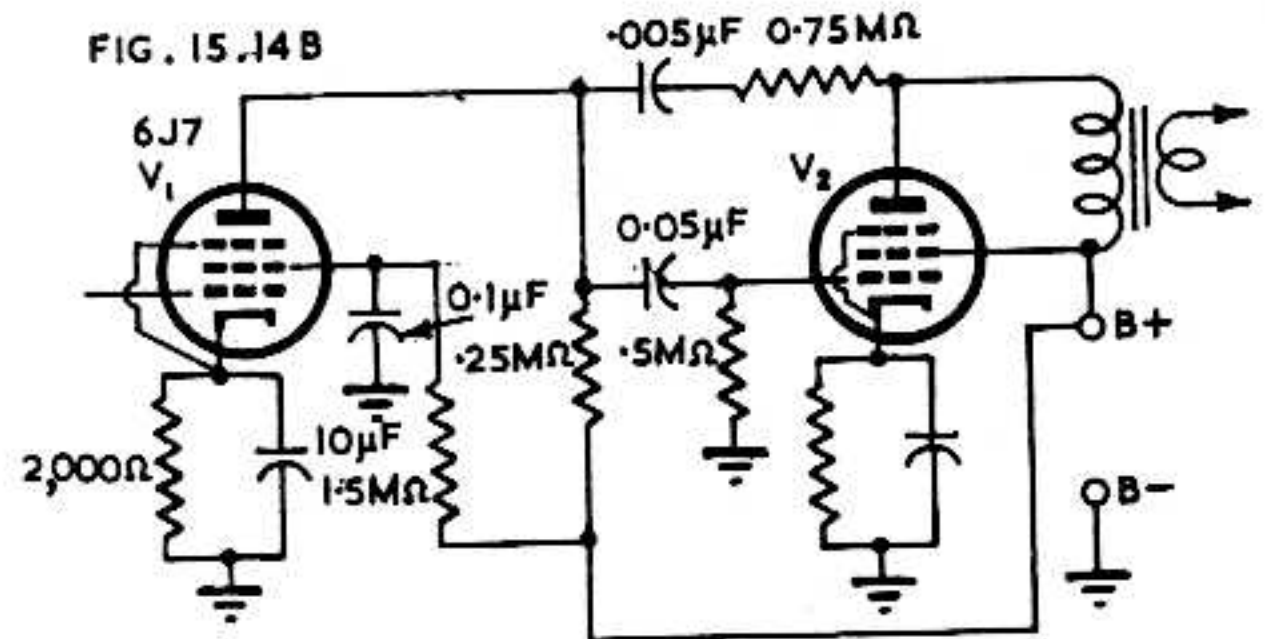 FIG. 15.14B
·005µF 0·75MΩ
6J7
V₁
V₂
0·05µF
0·1µF
·25MΩ
·5MΩ
B+
10µF
2,000Ω
1·5MΩ
B-